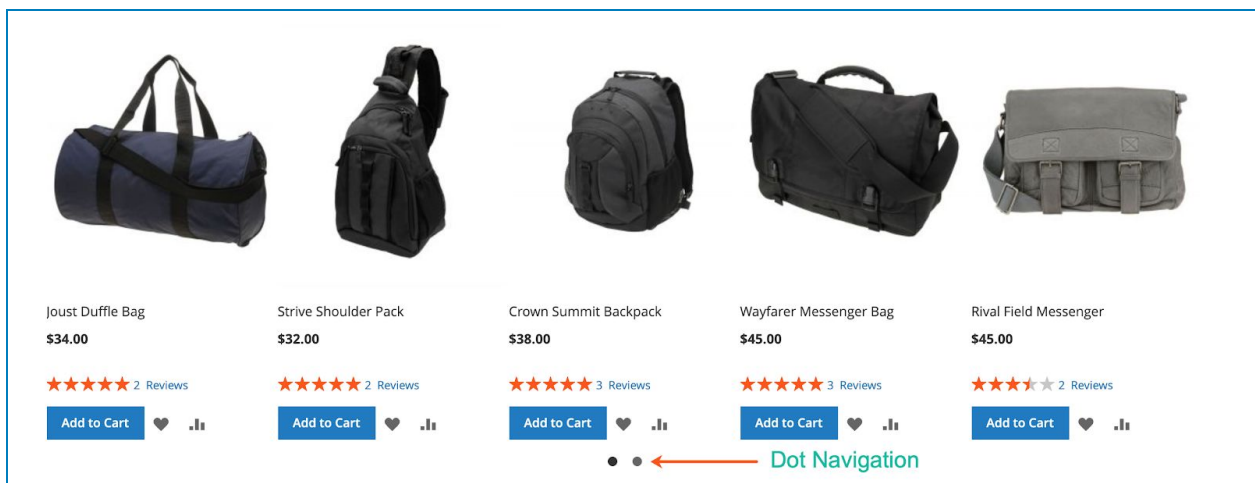 Joust Duffle Bag
$34.00
2 Reviews
Add to Cart
Strive Shoulder Pack
$32.00
2 Reviews
Add to Cart
Crown Summit Backpack
$38.00
3 Reviews
Add to Cart
Wayfarer Messenger Bag
$45.00
3 Reviews
Add to Cart
Rival Field Messenger
$45.00
2 Reviews
Add to Cart
Dot Navigation